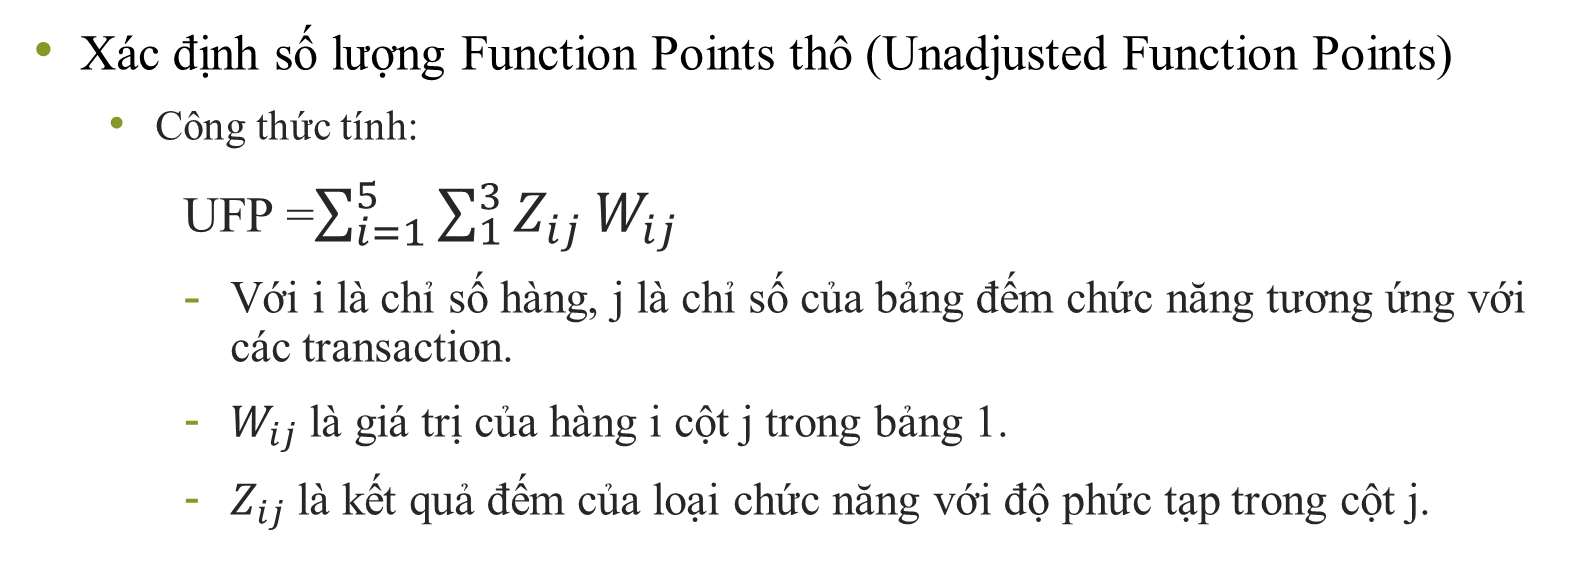 • Xác định số lượng Function Points thô (Unadjusted Function Points)
• Công thức tính:
UFP =∑_{i=1}^{5} ∑_{1}^{3} Z_{ij} W_{ij}
- Với i là chỉ số hàng, j là chỉ số của bảng đếm chức năng tương ứng với
các transaction.
- W_{ij} là giá trị của hàng i cột j trong bảng 1.
- Z_{ij} là kết quả đếm của loại chức năng với độ phức tạp trong cột j.